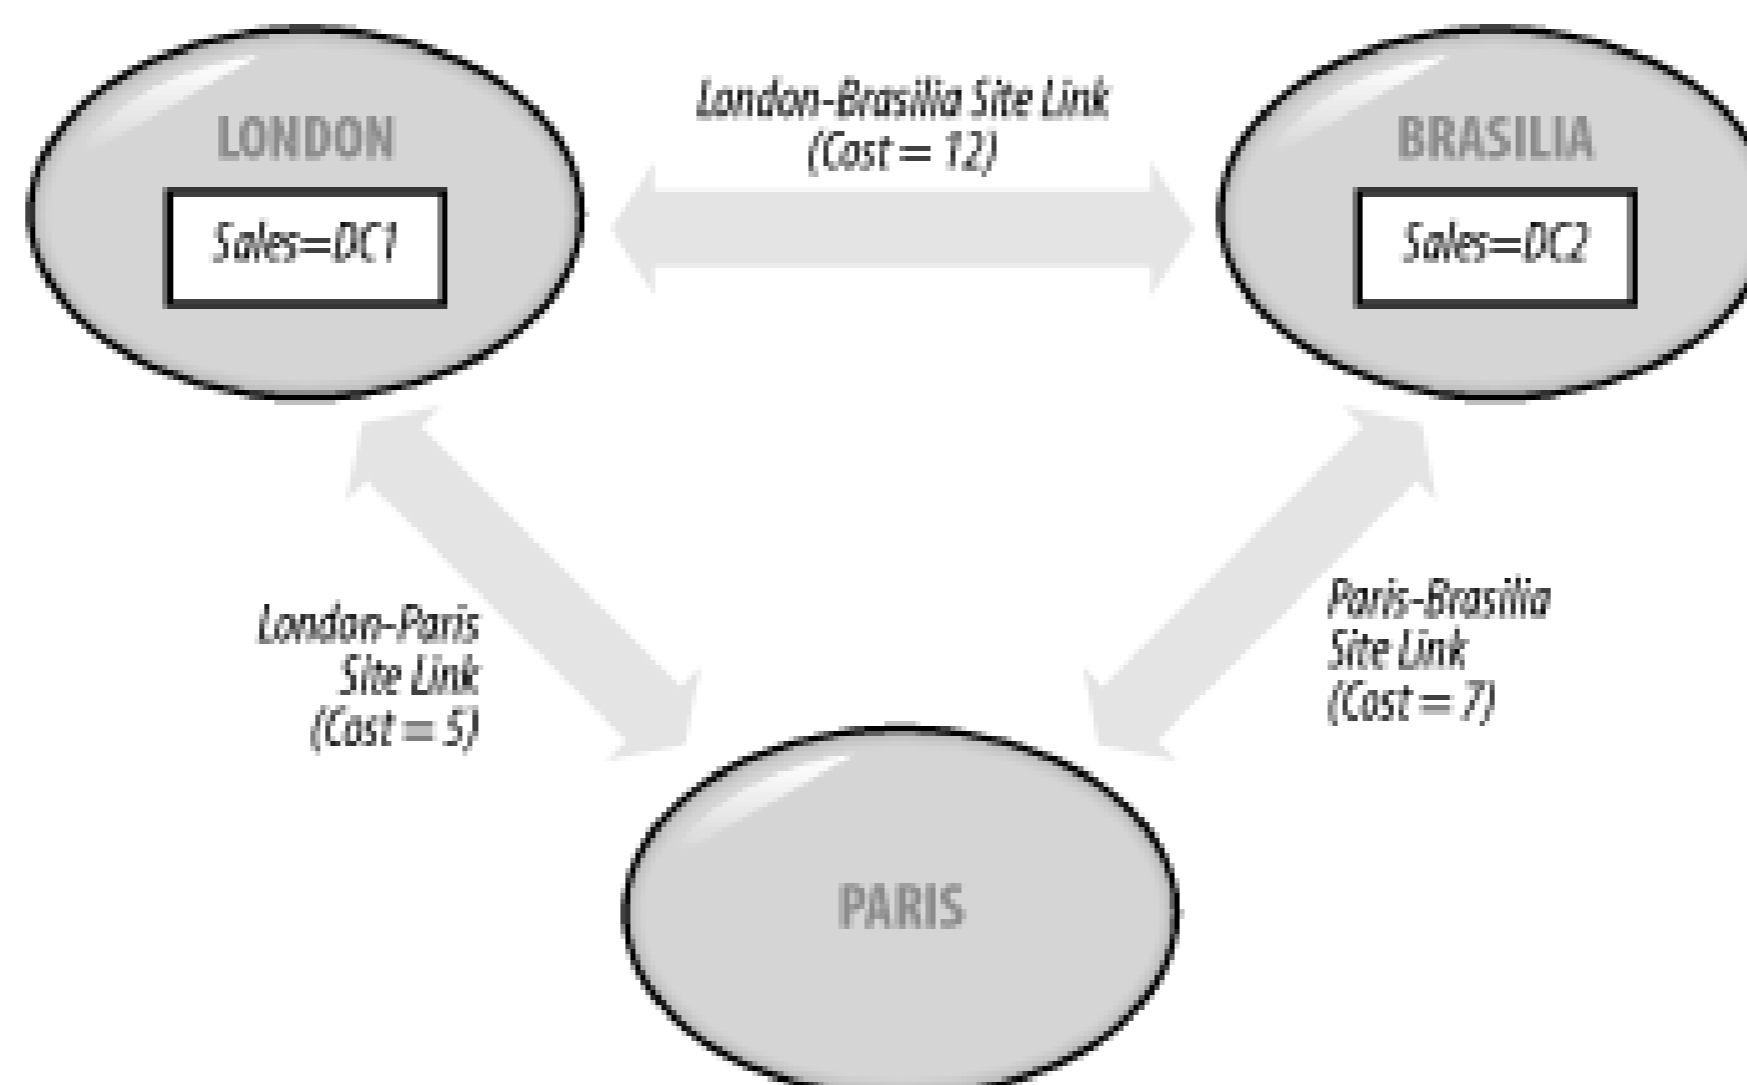 London-Brasilia Site Link
(Cost = 12)
LONDON
Sales=DC1
BRASILIA
Sales=DC2
London-Paris
Site Link
(Cost = 5)
Paris-Brasilia
Site Link
(Cost = 7)
PARIS